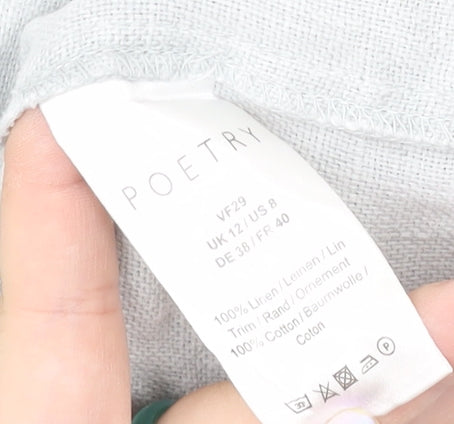 POETRY
VF29
UK 12 / US 8
DE 38 / FR 40
100% Linen / Leinen / Lin
Trim / Rand / Ornement
100% Cotton / Baumwolle /
Coton
30
P